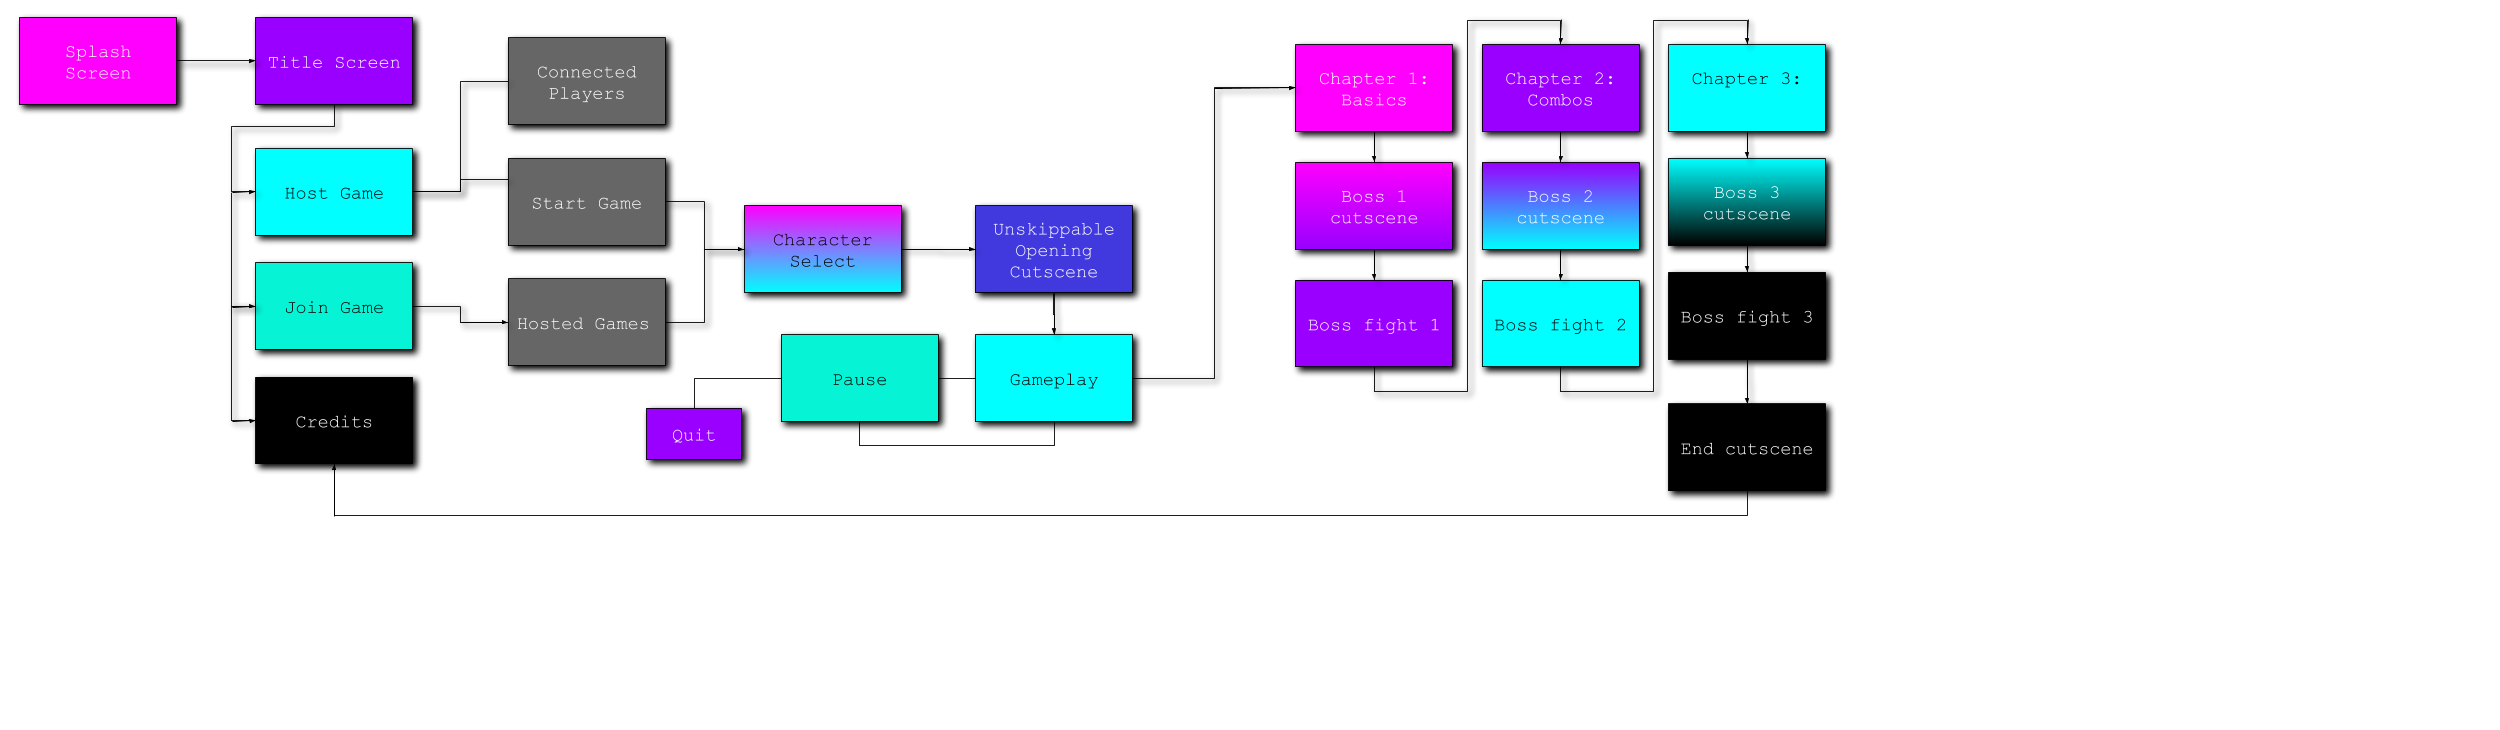 Splash
Screen
Title Screen
Host Game
Join Game
Credits
Connected
Players
Start Game
Hosted Games
Character
Select
Unskippable
Opening
Cutscene
Pause
Gameplay
Quit
Chapter 1:
Basics
Boss 1
cutscene
Boss fight 1
Chapter 2:
Combos
Boss 2
cutscene
Boss fight 2
Chapter 3:
Boss 3
cutscene
Boss fight 3
End cutscene